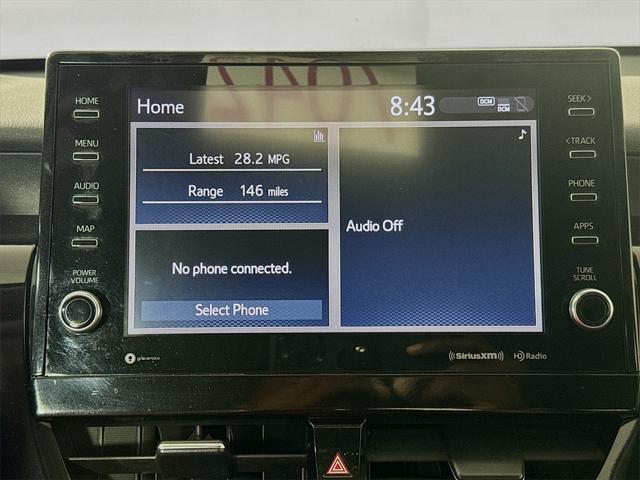 HOME
MENU
AUDIO
MAP
POWER
VOLUME
Home
8:43
DCM
DCM
Latest 28.2 MPG
Range 146 miles
No phone connected.
Select Phone
Audio Off
SEEK >
< TRACK
PHONE
APPS
TUNE
SCROLL
gracenote
SiriusXM
HD Radio